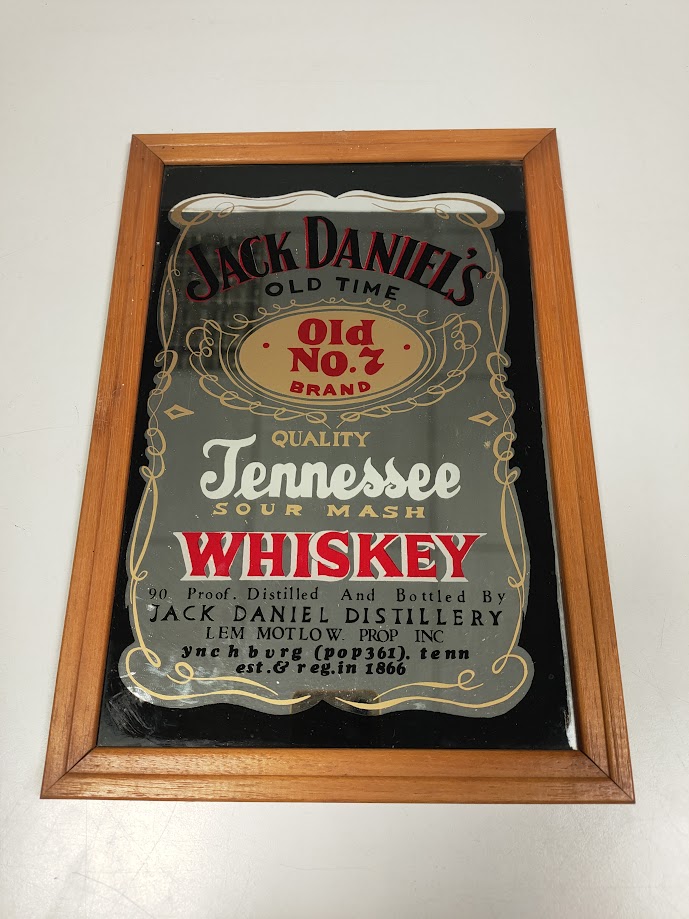 JACK DANIEL'S
OLD TIME
Old
NO.7
BRAND
QUALITY
Tennessee
SOUR MASH
WHISKEY
90 Proof. Distilled And Bottled By
JACK DANIEL DISTILLERY
LEM MOTLOW. PROP INC
ynchburg (pop361). tenn
est.& reg.in 1866